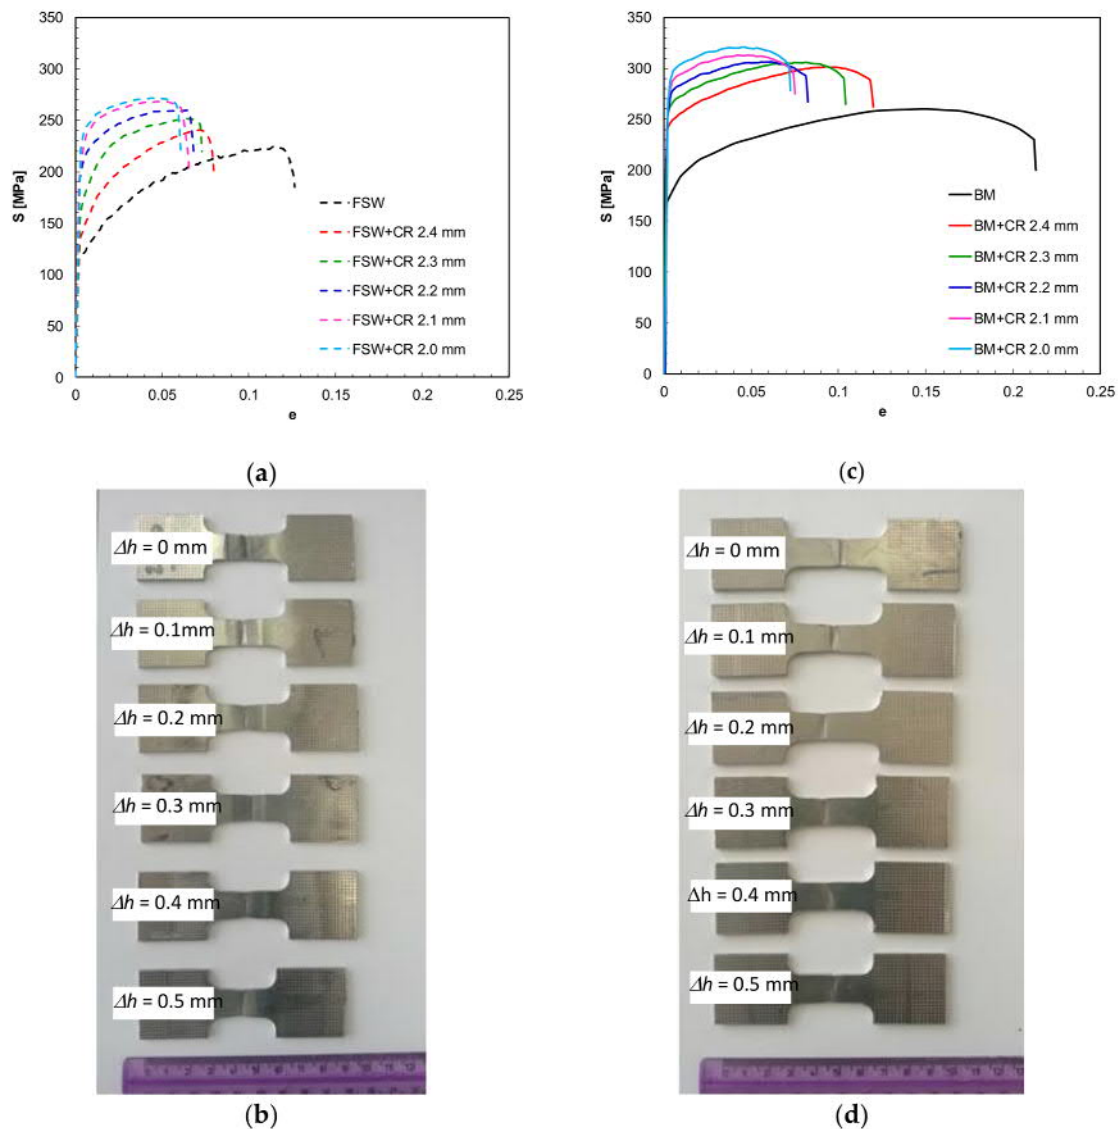 350
300
250
200
150
100
50
0
S [MPa]
0 0.05 0.1 0.15 0.2 0.25
e
FSW
FSW+CR 2.4 mm
FSW+CR 2.3 mm
FSW+CR 2.2 mm
FSW+CR 2.1 mm
FSW+CR 2.0 mm
(a)
350
300
250
200
150
100
50
0
S [MPa]
0 0.05 0.1 0.15 0.2 0.25
e
BM
BM+CR 2.4 mm
BM+CR 2.3 mm
BM+CR 2.2 mm
BM+CR 2.1 mm
BM+CR 2.0 mm
(c)
Δh = 0 mm
Δh = 0.1mm
Δh = 0.2 mm
Δh = 0.3 mm
Δh = 0.4 mm
Δh = 0.5 mm
(b)
Δh = 0 mm
Δh = 0.1 mm
Δh = 0.2 mm
Δh = 0.3 mm
Δh = 0.4 mm
Δh = 0.5 mm
(d)